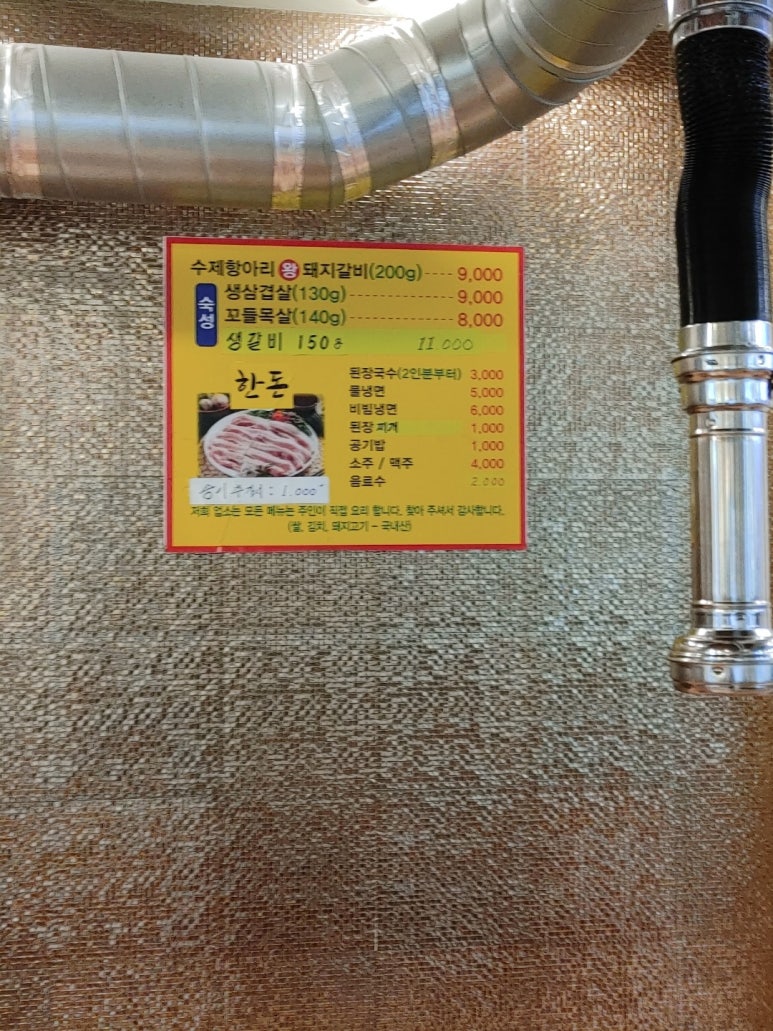 수제항아리 왕 돼지갈비(200g)----9,000
숙성
생삼겹살(130g)------------9,000
꼬들목살(140g)------------8,000
생갈비 150g 11.000
한돈
된장국수(2인분부터) 3,000
물냉면 5,000
비빔냉면 6,000
된장찌개 1,000
공기밥 1,000
소주 / 맥주 4,000
음료수 2.000
: 1.000
저희 업소는 모든 메뉴는 주인이 직접 요리 합니다. 찾아 주셔서 감사합니다.
(쌀, 김치, 돼지고기 - 국내산)